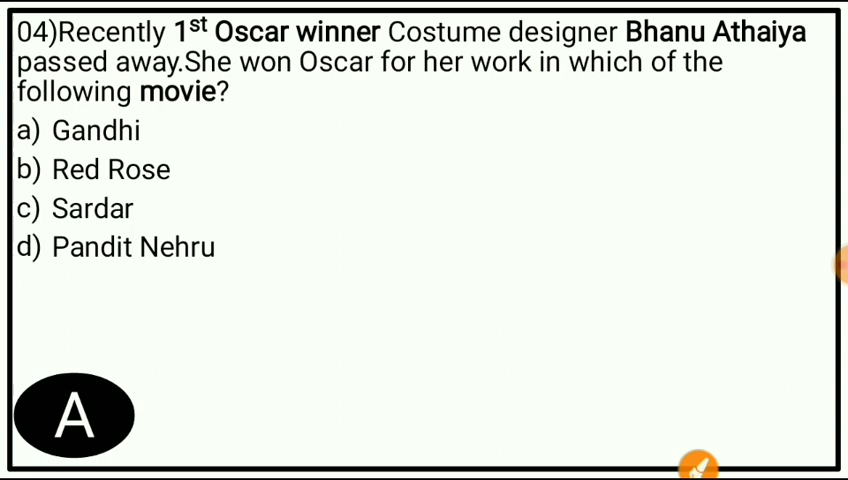 04)Recently 1st Oscar winner Costume designer Bhanu Athaiya
passed away.She won Oscar for her work in which of the
following movie?
a) Gandhi
b) Red Rose
c) Sardar
d) Pandit Nehru
A